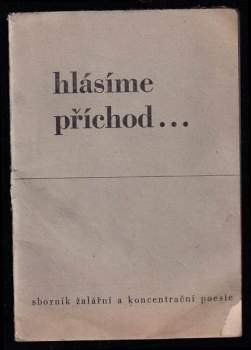 hlásíme
příchod...
sborník žalářní a koncentrační poesie